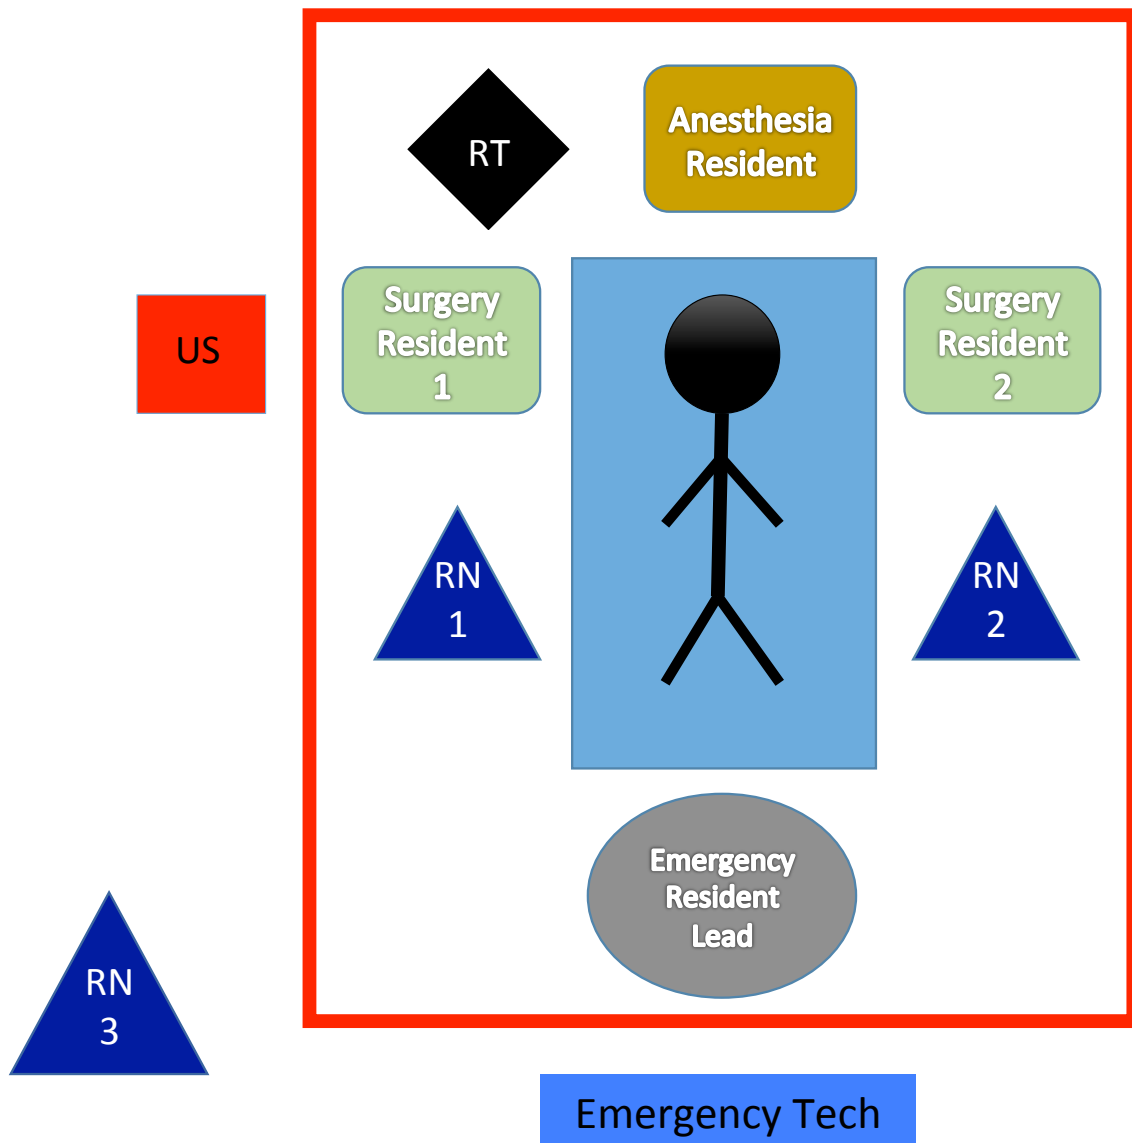 RT
Anesthesia
Resident
US
Surgery
Resident
1
Surgery
Resident
2
RN
1
RN
2
Emergency
Resident
Lead
RN
3
Emergency Tech